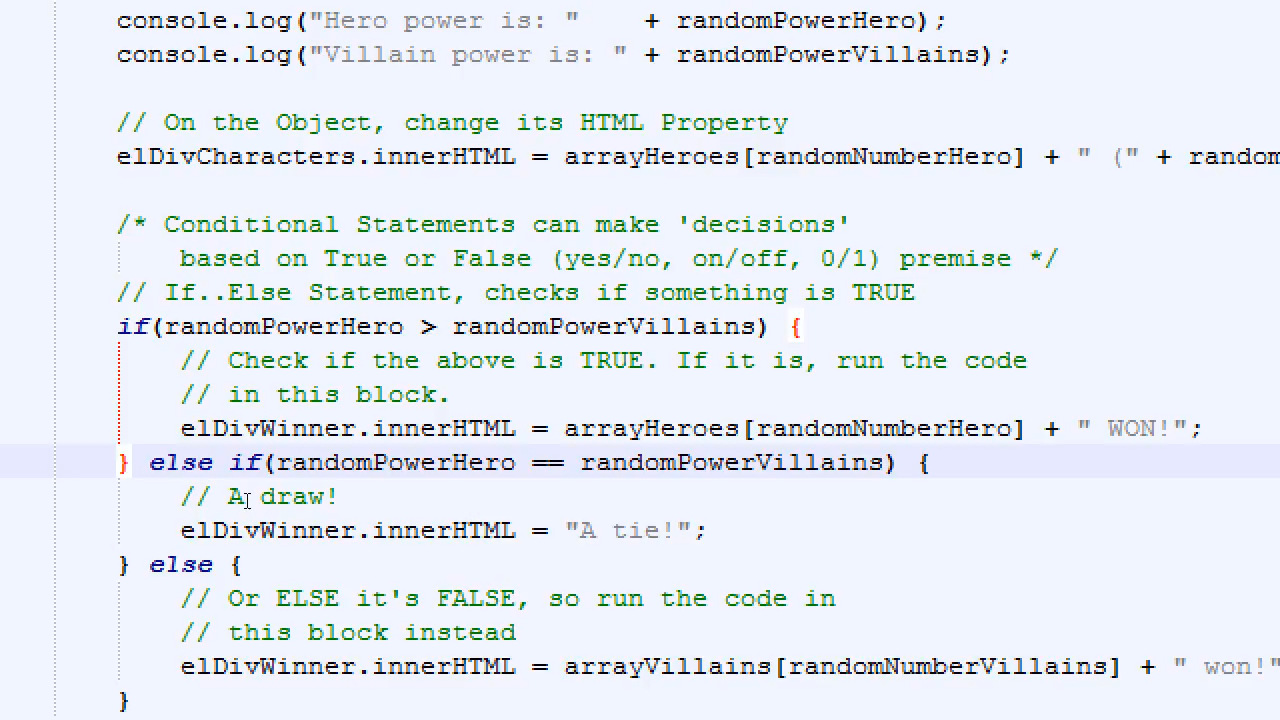 console.log("Hero power is: "    + randomPowerHero);
console.log("Villain power is: " + randomPowerVillains);
// On the Object, change its HTML Property
elDivCharacters.innerHTML = arrayHeroes[randomNumberHero] + " (" + random
/* Conditional Statements can make 'decisions'
    based on True or False (yes/no, on/off, 0/1) premise */
// If..Else Statement, checks if something is TRUE
if(randomPowerHero > randomPowerVillains) {
    // Check if the above is TRUE. If it is, run the code
    // in this block.
    elDivWinner.innerHTML = arrayHeroes[randomNumberHero] + " WON!";
} else if(randomPowerHero == randomPowerVillains) {
    // A draw!
    elDivWinner.innerHTML = "A tie!";
} else {
    // Or ELSE it's FALSE, so run the code in
    // this block instead
    elDivWinner.innerHTML = arrayVillains[randomNumberVillains] + " won!"
}